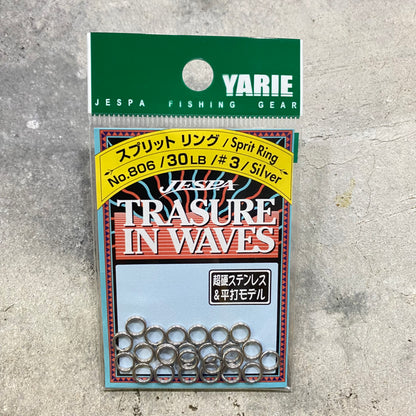 YARIE
JESPA FISHING GEAR
スプリット リング / Sprit Ring
No.806 / 30LB / #3 / Silver
JESPA
TRASURE
IN WAVES
超硬ステンレス
&平打モデル